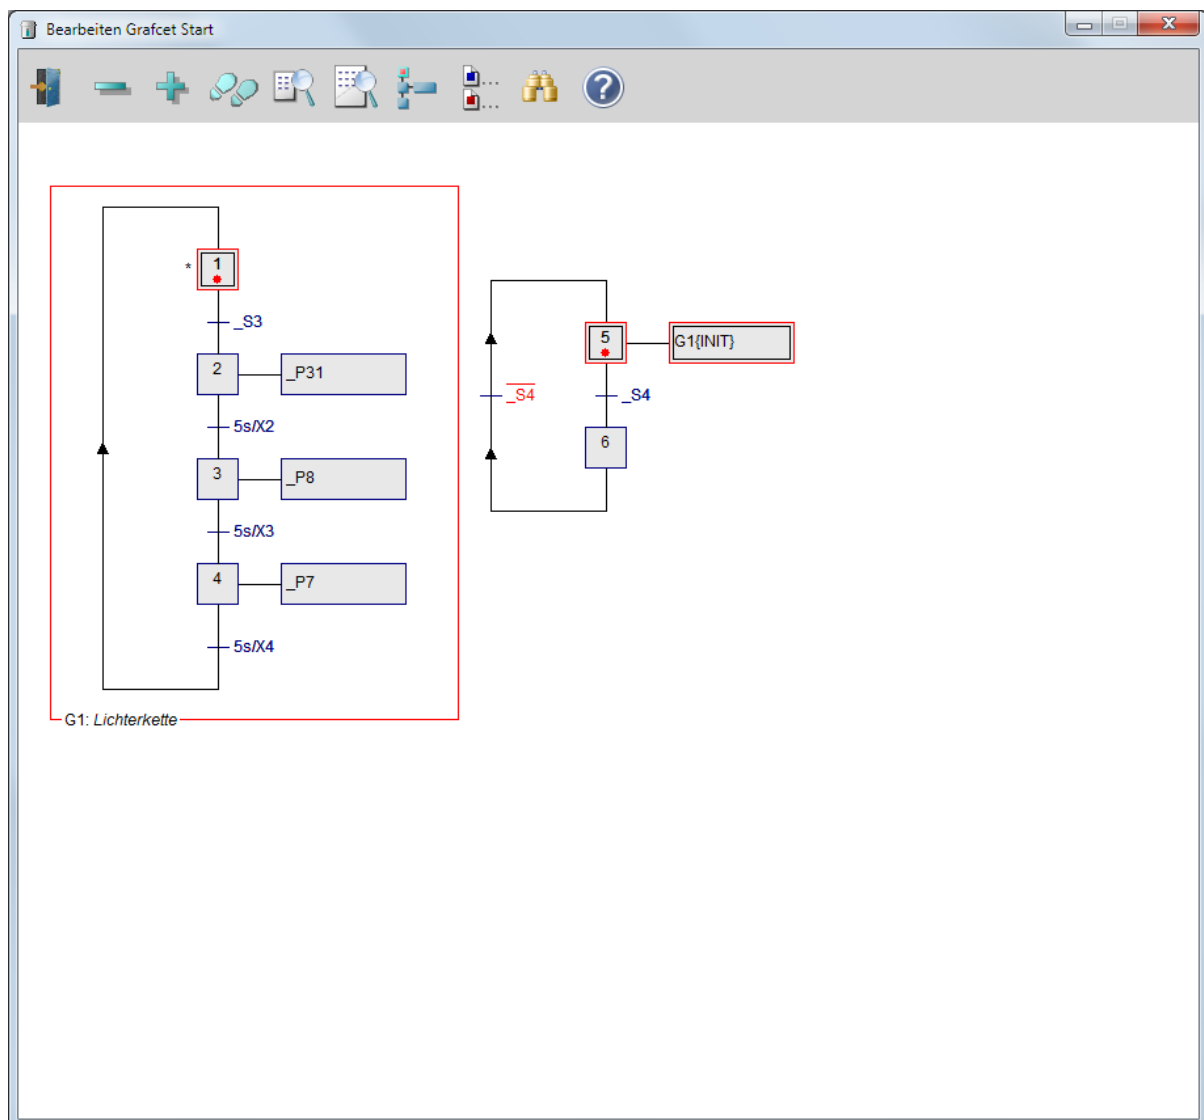 Bearbeiten Grafcet Start
?
* 1
_S3
2 _P31
5s/X2
3 _P8
5s/X3
4 _P7
5s/X4
G1: Lichterkette
5 G1{INIT}
_S4
_S4
6